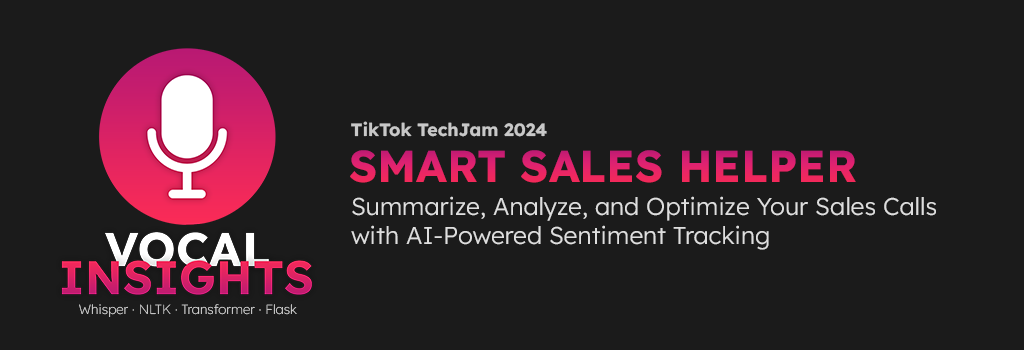 VOCAL
INSIGHTS
Whisper · NLTK · Transformer · Flask
TikTok TechJam 2024
SMART SALES HELPER
Summarize, Analyze, and Optimize Your Sales Calls
with AI-Powered Sentiment Tracking